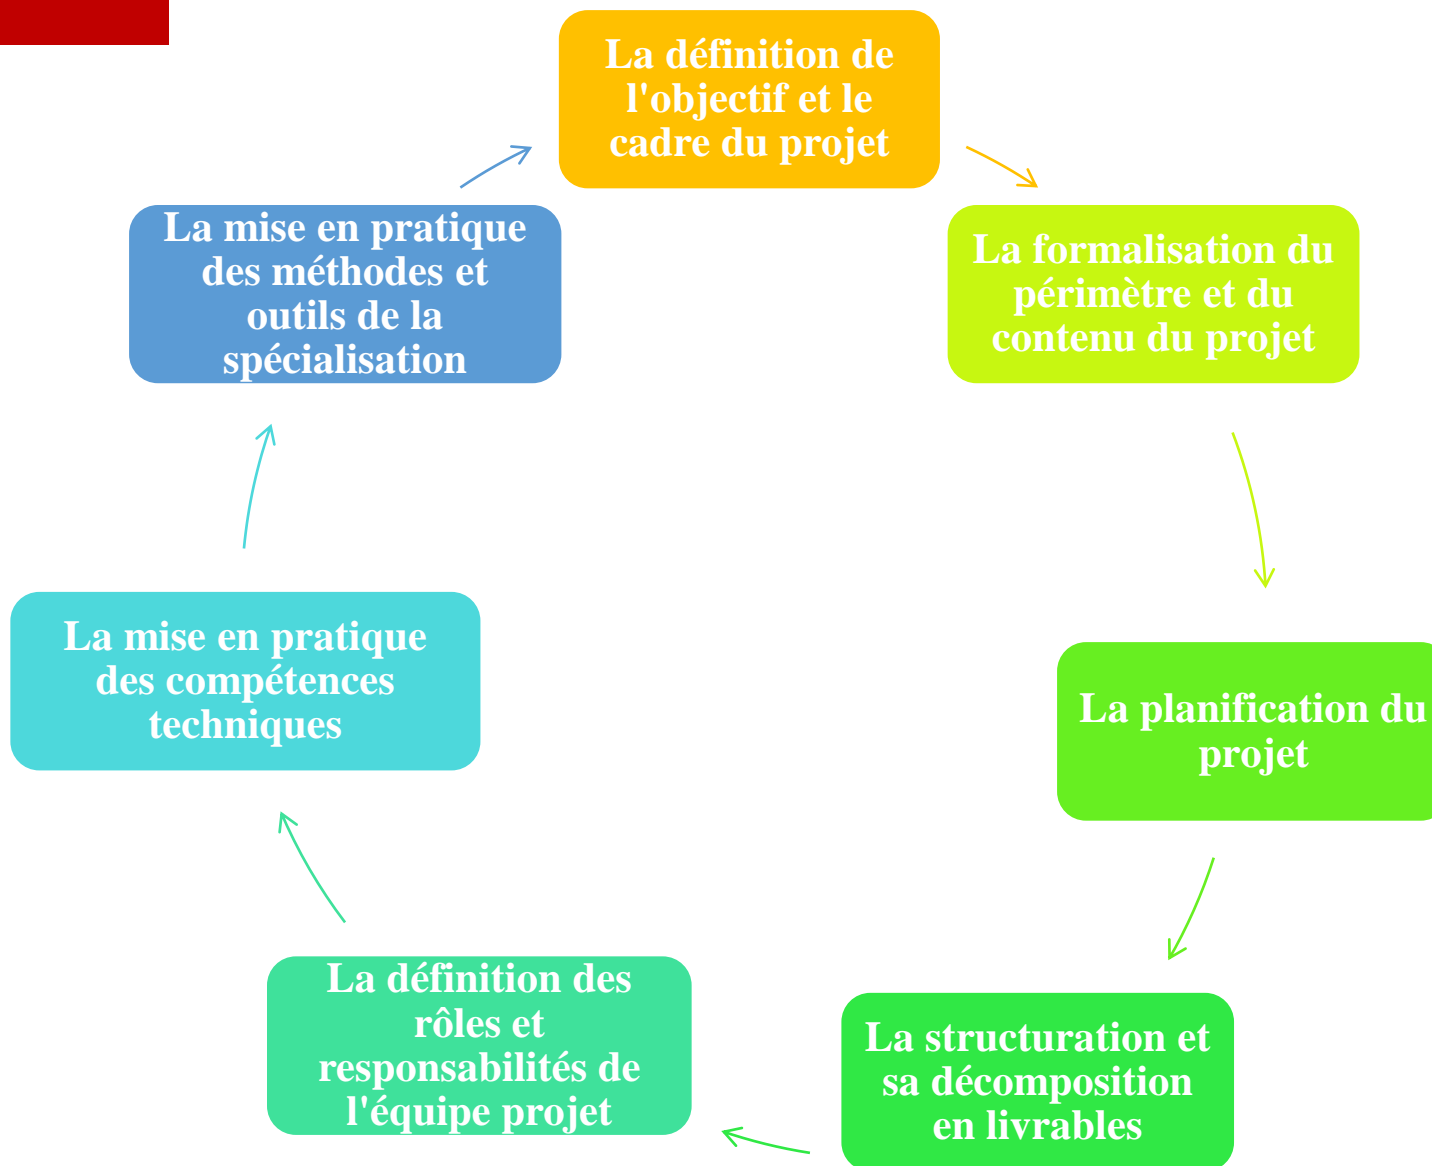 La définition de
l'objectif et le
cadre du projet
La formalisation du
périmètre et du
contenu du projet
La planification du
projet
La structuration et
sa décomposition
en livrables
La définition des
rôles et
responsabilités de
l'équipe projet
La mise en pratique
des compétences
techniques
La mise en pratique
des méthodes et
outils de la
spécialisation